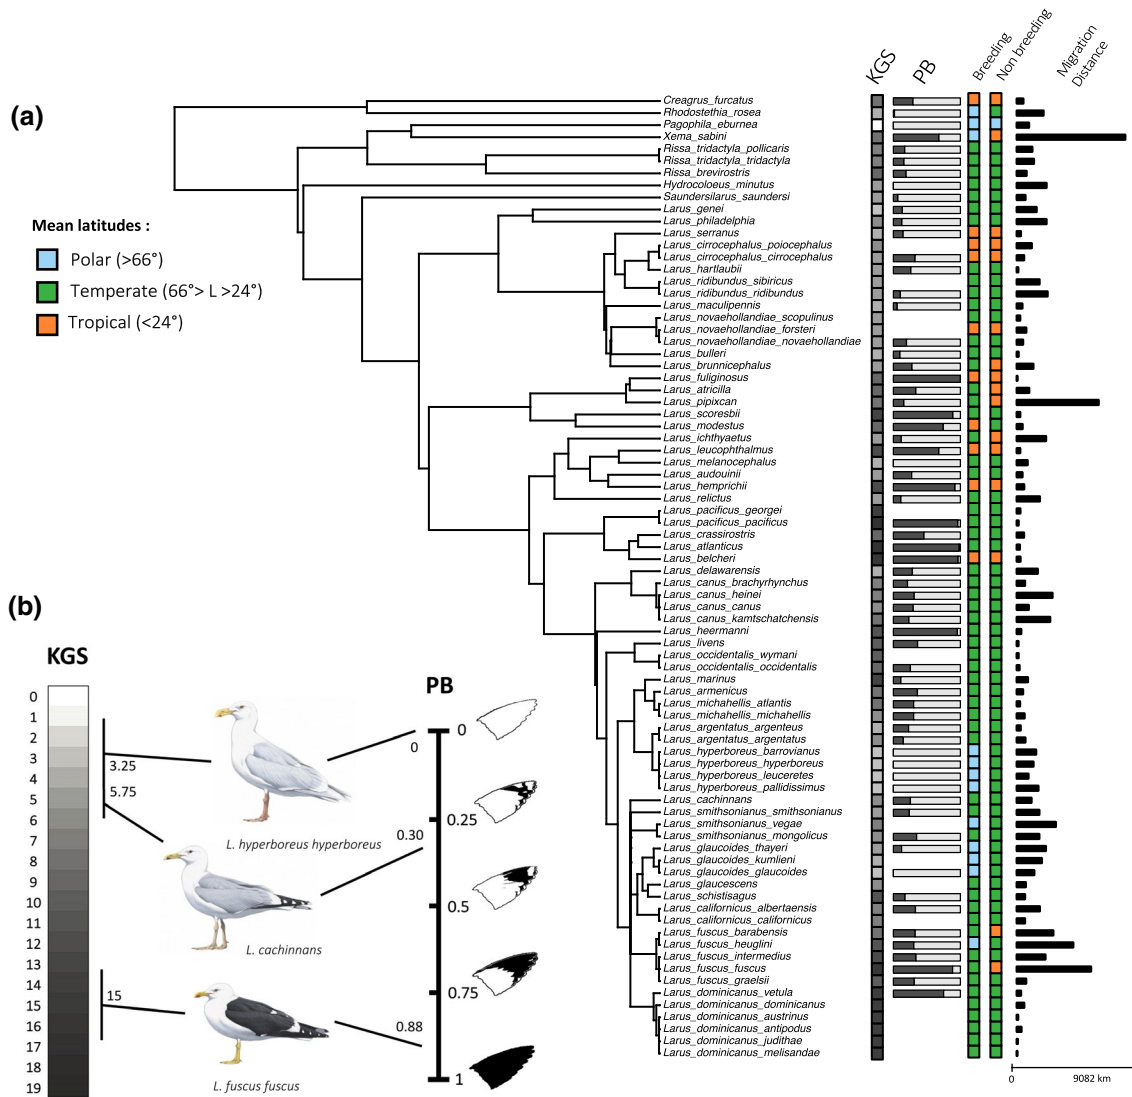 KGS
PB
Breeding
Non breeding
Migration
Distance
(a)
Creagrus_furcatus
Rhodostethia_rosea
Pagophila_eburnea
Xema_sabini
Rissa_tridactyla_pollicaris
Rissa_tridactyla_tridactyla
Rissa_brevirostris
Hydrocoloeus_minutus
Saundersilarus_saundersi
Larus_genei
Larus_philadelphia
Larus_serranus
Larus_cirrocephalus_poiocephalus
Larus_cirrocephalus_cirrocephalus
Larus_hartlaubii
Larus_ridibundus_sibiricus
Larus_ridibundus_ridibundus
Larus_maculipennis
Larus_novaehollandiae_scopulinus
Larus_novaehollandiae_forsteri
Larus_novaehollandiae_novaehollandiae
Larus_bulleri
Larus_brunnicephalus
Larus_fuliginosus
Larus_atricilla
Larus_pipixcan
Larus_scoresbii
Larus_modestus
Larus_ichthyaetus
Larus_leucophthalmus
Larus_melanocephalus
Larus_audouinii
Larus_hemprichii
Larus_relictus
Larus_pacificus_georgei
Larus_pacificus_pacificus
Larus_crassirostris
Larus_atlanticus
Larus_belcheri
Larus_delawarensis
Larus_canus_brachyrhynchus
Larus_canus_heinei
Larus_canus_canus
Larus_canus_kamtschatchensis
Larus_heermanni
Larus_livens
Larus_occidentalis_wymani
Larus_occidentalis_occidentalis
Larus_marinus
Larus_armenicus
Larus_michahellis_atlantis
Larus_michahellis_michahellis
Larus_argentatus_argenteus
Larus_argentatus_argentatus
Larus_hyperboreus_barrovianus
Larus_hyperboreus_hyperboreus
Larus_hyperboreus_leuceretes
Larus_hyperboreus_pallidissimus
Larus_cachinnans
Larus_smithsonianus_smithsonianus
Larus_smithsonianus_vegae
Larus_smithsonianus_mongolicus
Larus_glaucoides_thayeri
Larus_glaucoides_kumlieni
Larus_glaucoides_glaucoides
Larus_glaucescens
Larus_schistisagus
Larus_californicus_albertaensis
Larus_californicus_californicus
Larus_fuscus_barabensis
Larus_fuscus_heuglini
Larus_fuscus_intermedius
Larus_fuscus_fuscus
Larus_fuscus_graelsii
Larus_dominicanus_vetula
Larus_dominicanus_dominicanus
Larus_dominicanus_austrinus
Larus_dominicanus_antipodus
Larus_dominicanus_judithae
Larus_dominicanus_melisandae
0
9082 km
Mean latitudes :
Polar (>66°)
Temperate (66°> L >24°)
Tropical (<24°)
(b)
KGS
0
1
2
3
4
5
6
7
8
9
10
11
12
13
14
15
16
17
18
19
3.25
5.75
15
L. hyperboreus hyperboreus
L. cachinnans
L. fuscus fuscus
PB
0
0.30
0.88
0
0.25
0.5
0.75
1